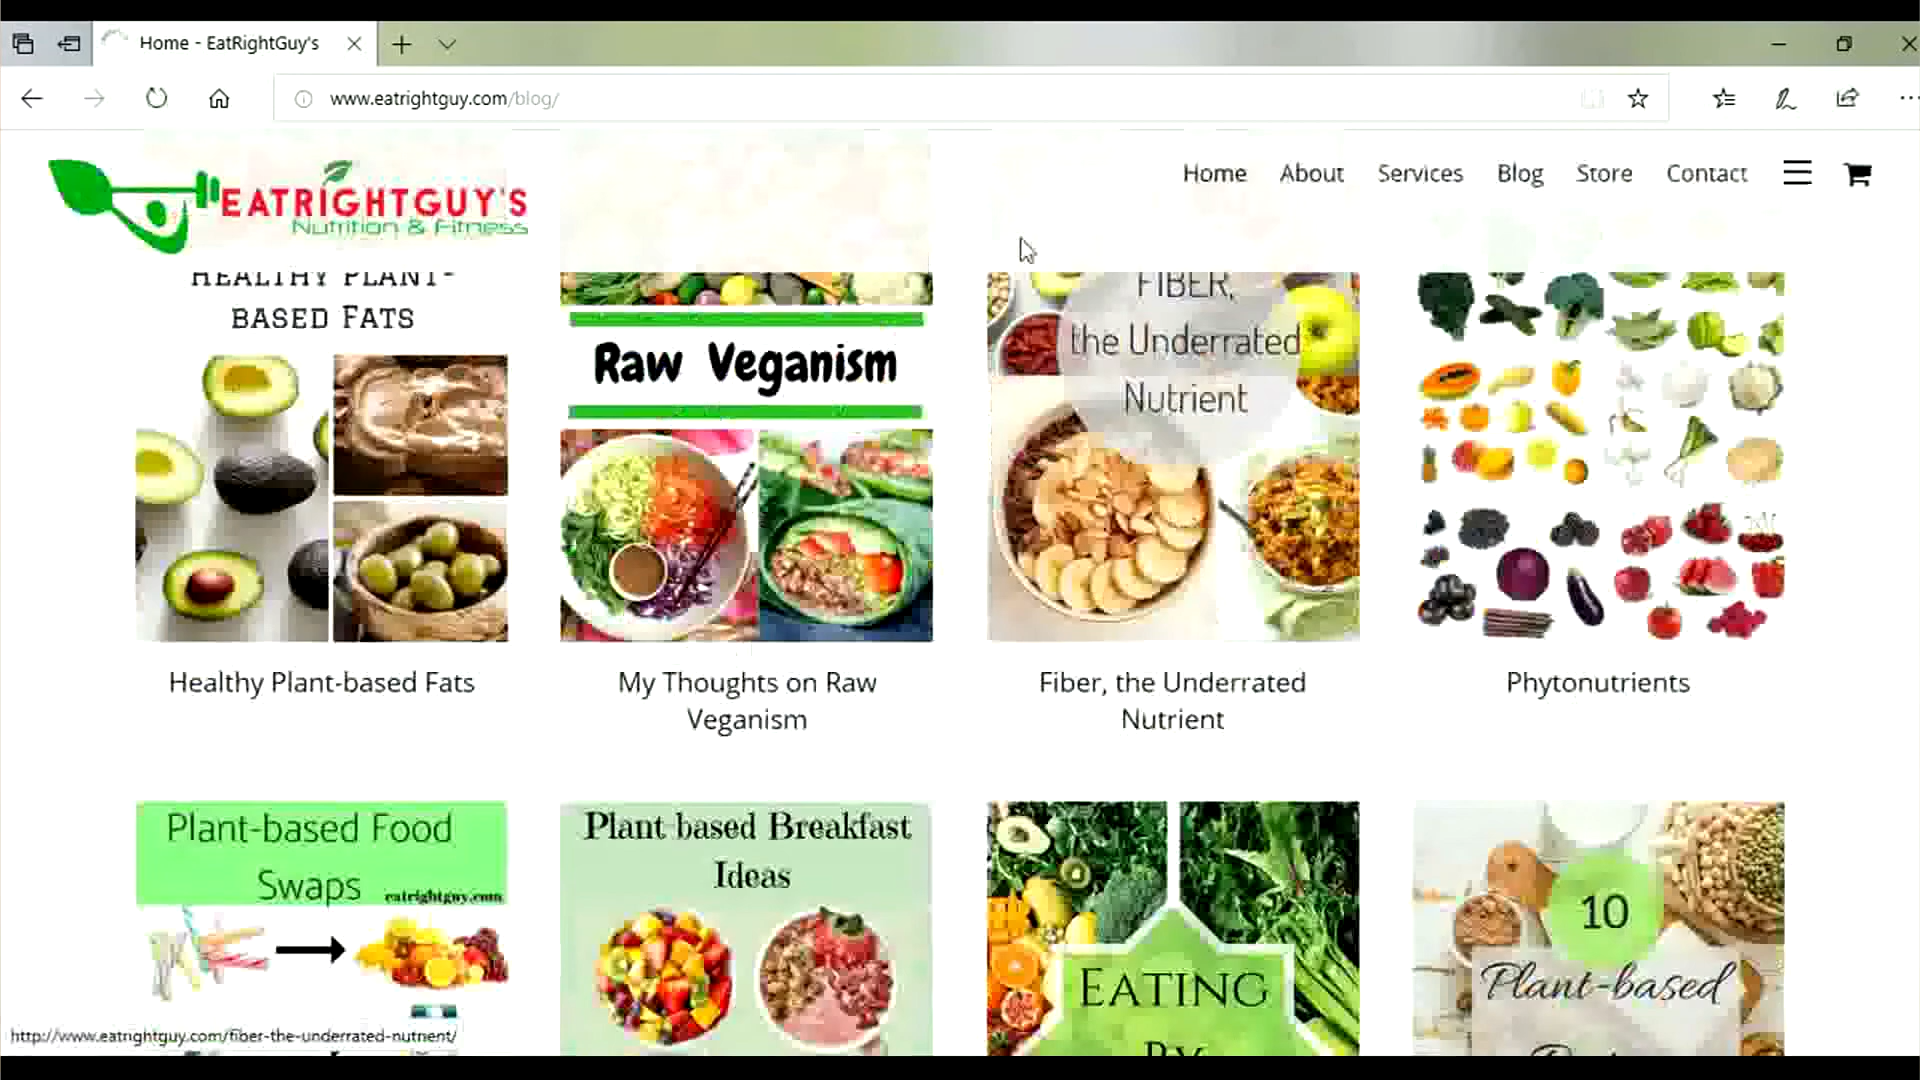 Home - EatRightGuy's
www.eatrightguy.com/blog/
EATRIGHTGUY'S
Nutrition & Fitness
Home About Services Blog Store Contact
HEALTHY PLANT-
BASED FATS
Raw Veganism
FIBER,
the Underrated
Nutrient
Healthy Plant-based Fats
My Thoughts on Raw
Veganism
Fiber, the Underrated
Nutrient
Phytonutrients
Plant-based Food
Swaps
eatrightguy.com
Plant based Breakfast
Ideas
EATING
BY
10
Plant-based
http://www.eatrightguy.com/fiber-the-underrated-nutrient/